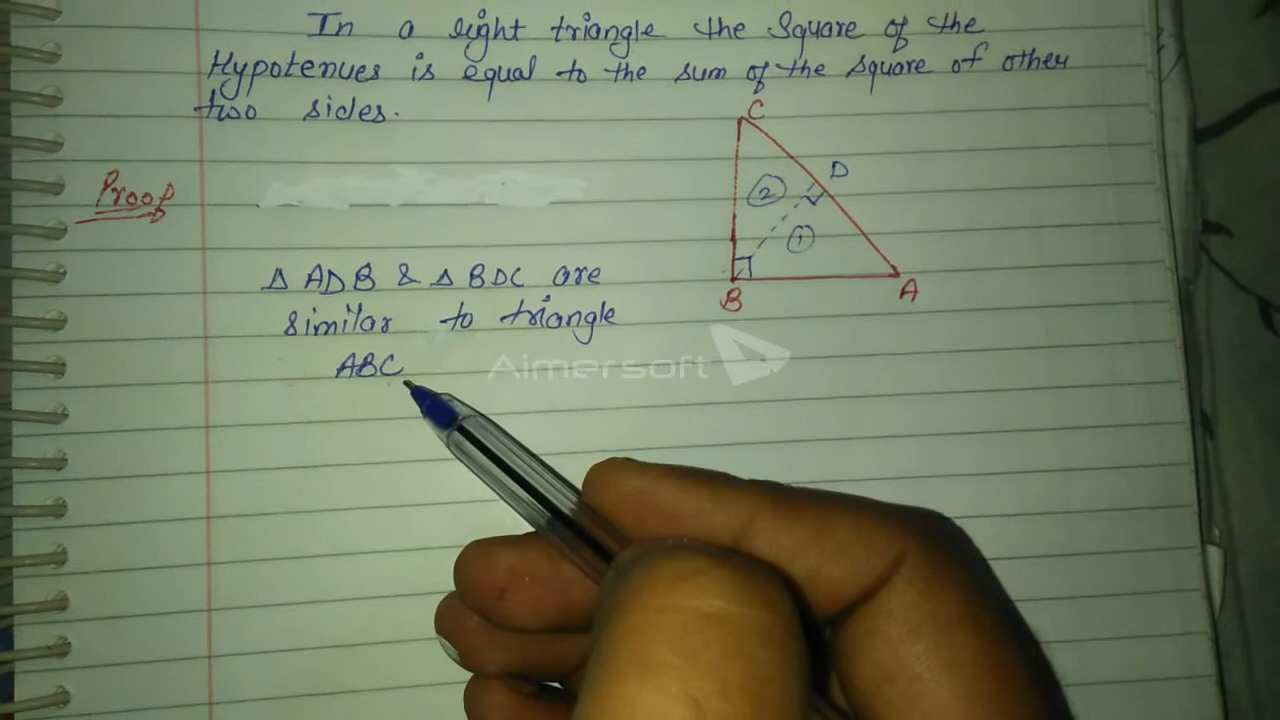 In a right triangle the Square of the
Hypotenues is equal to the sum of the square of other
two sides.
C
D
Proof
2
1
△ ADB & △ BDC are
B
A
similar to triangle
ABC
Aimersoft